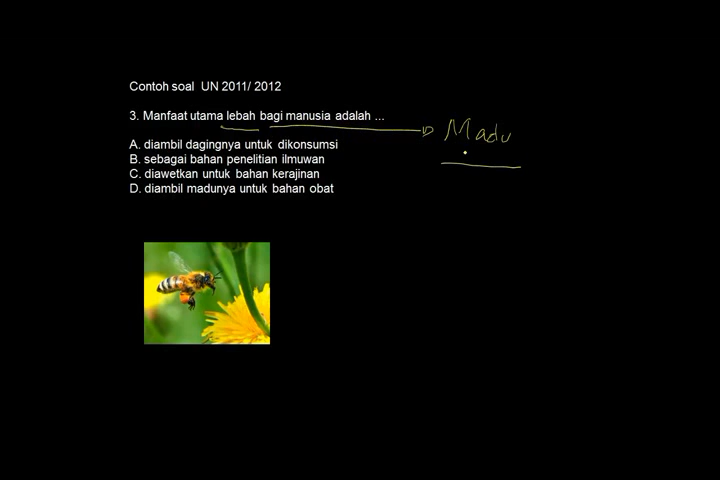 Contoh soal UN 2011/ 2012
3. Manfaat utama lebah bagi manusia adalah ...
Madu
A. diambil dagingnya untuk dikonsumsi
B. sebagai bahan penelitian ilmuwan
C. diawetkan untuk bahan kerajinan
D. diambil madunya untuk bahan obat